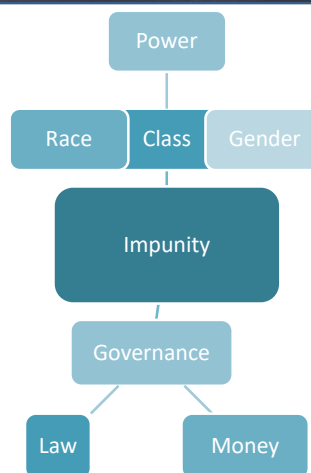 Power
Race Class Gender
Impunity
Governance
Law Money